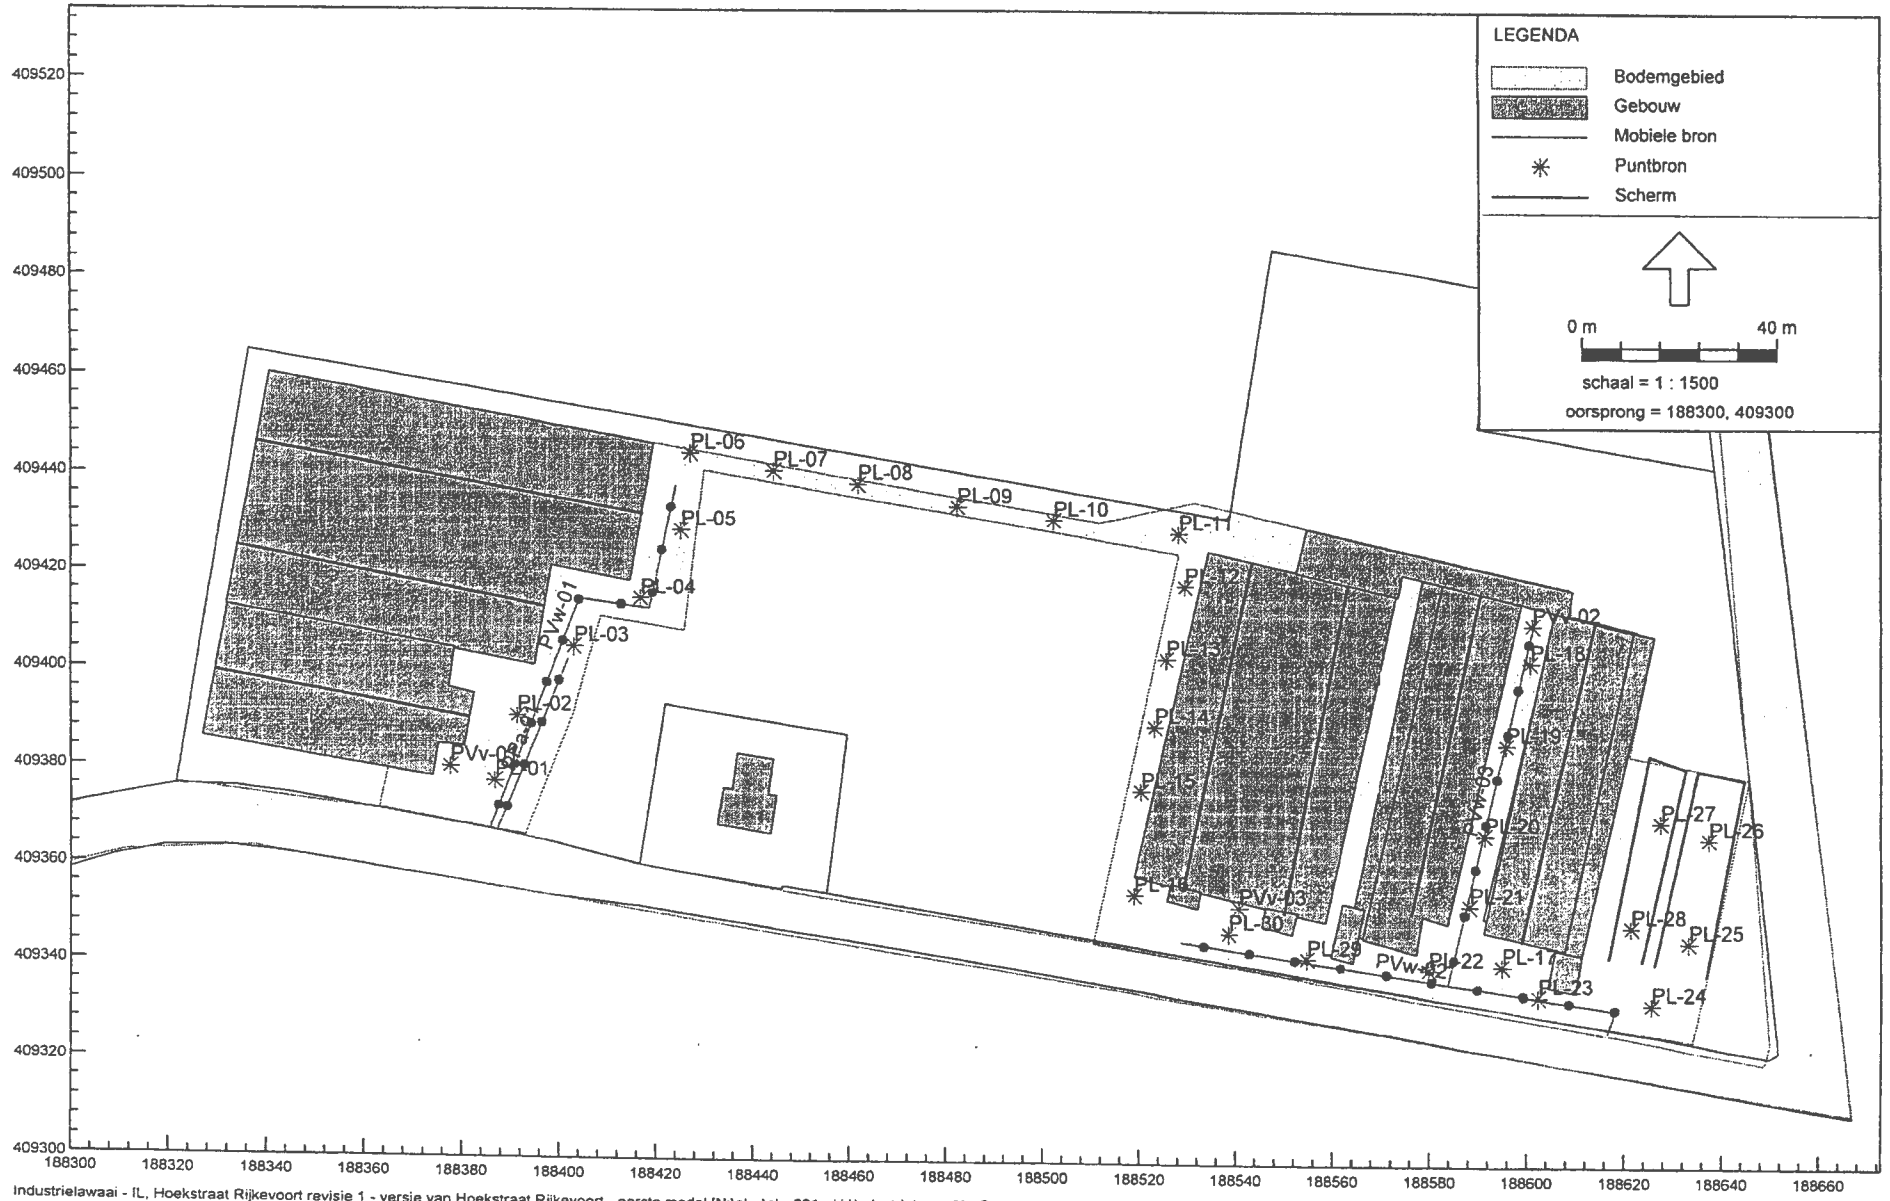 LEGENDA
Bodemgebied
Gebouw
Mobiele bron
Puntbron
Scherm
0 m 40 m
schaal = 1 : 1500
oorsprong = 188300, 409300
409520
409500
409480
409460
409440
409420
409400
409380
409360
409340
409320
409300
PL-06
PL-07
PL-08
PL-09
PL-10
PL-11
PL-05
PL-04
PVw-01
PL-03
PL-02
PL-12
PL-13
PL-14
PL-15
PVv-02
PL-18
PL-19
PVw-03
PL-20
PL-21
PL-27
PL-26
PL-28
PL-25
PVv-03
PL-30
PL-29
PVw-02
PL-22
PL-17
PL-23
PL-24
188300 188320 188340 188360 188380 188400 188420 188440 188460 188480 188500 188520 188540 188560 188580 188600 188620 188640 188660
Industrielawaai - IL, Hoekstraat Rijkevoort revisie 1 - versie van Hoekstraat Rijkevoort